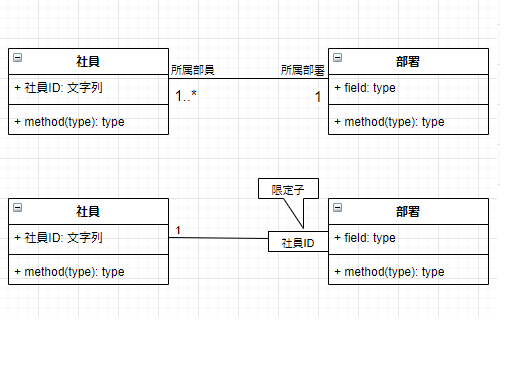 社員
部署
所属部員
所属部署
+ 社員ID: 文字列
+ field: type
1..*
1
+ method(type): type
+ method(type): type
限定子
社員
部署
1
+ 社員ID: 文字列
社員ID
+ field: type
+ method(type): type
+ method(type): type